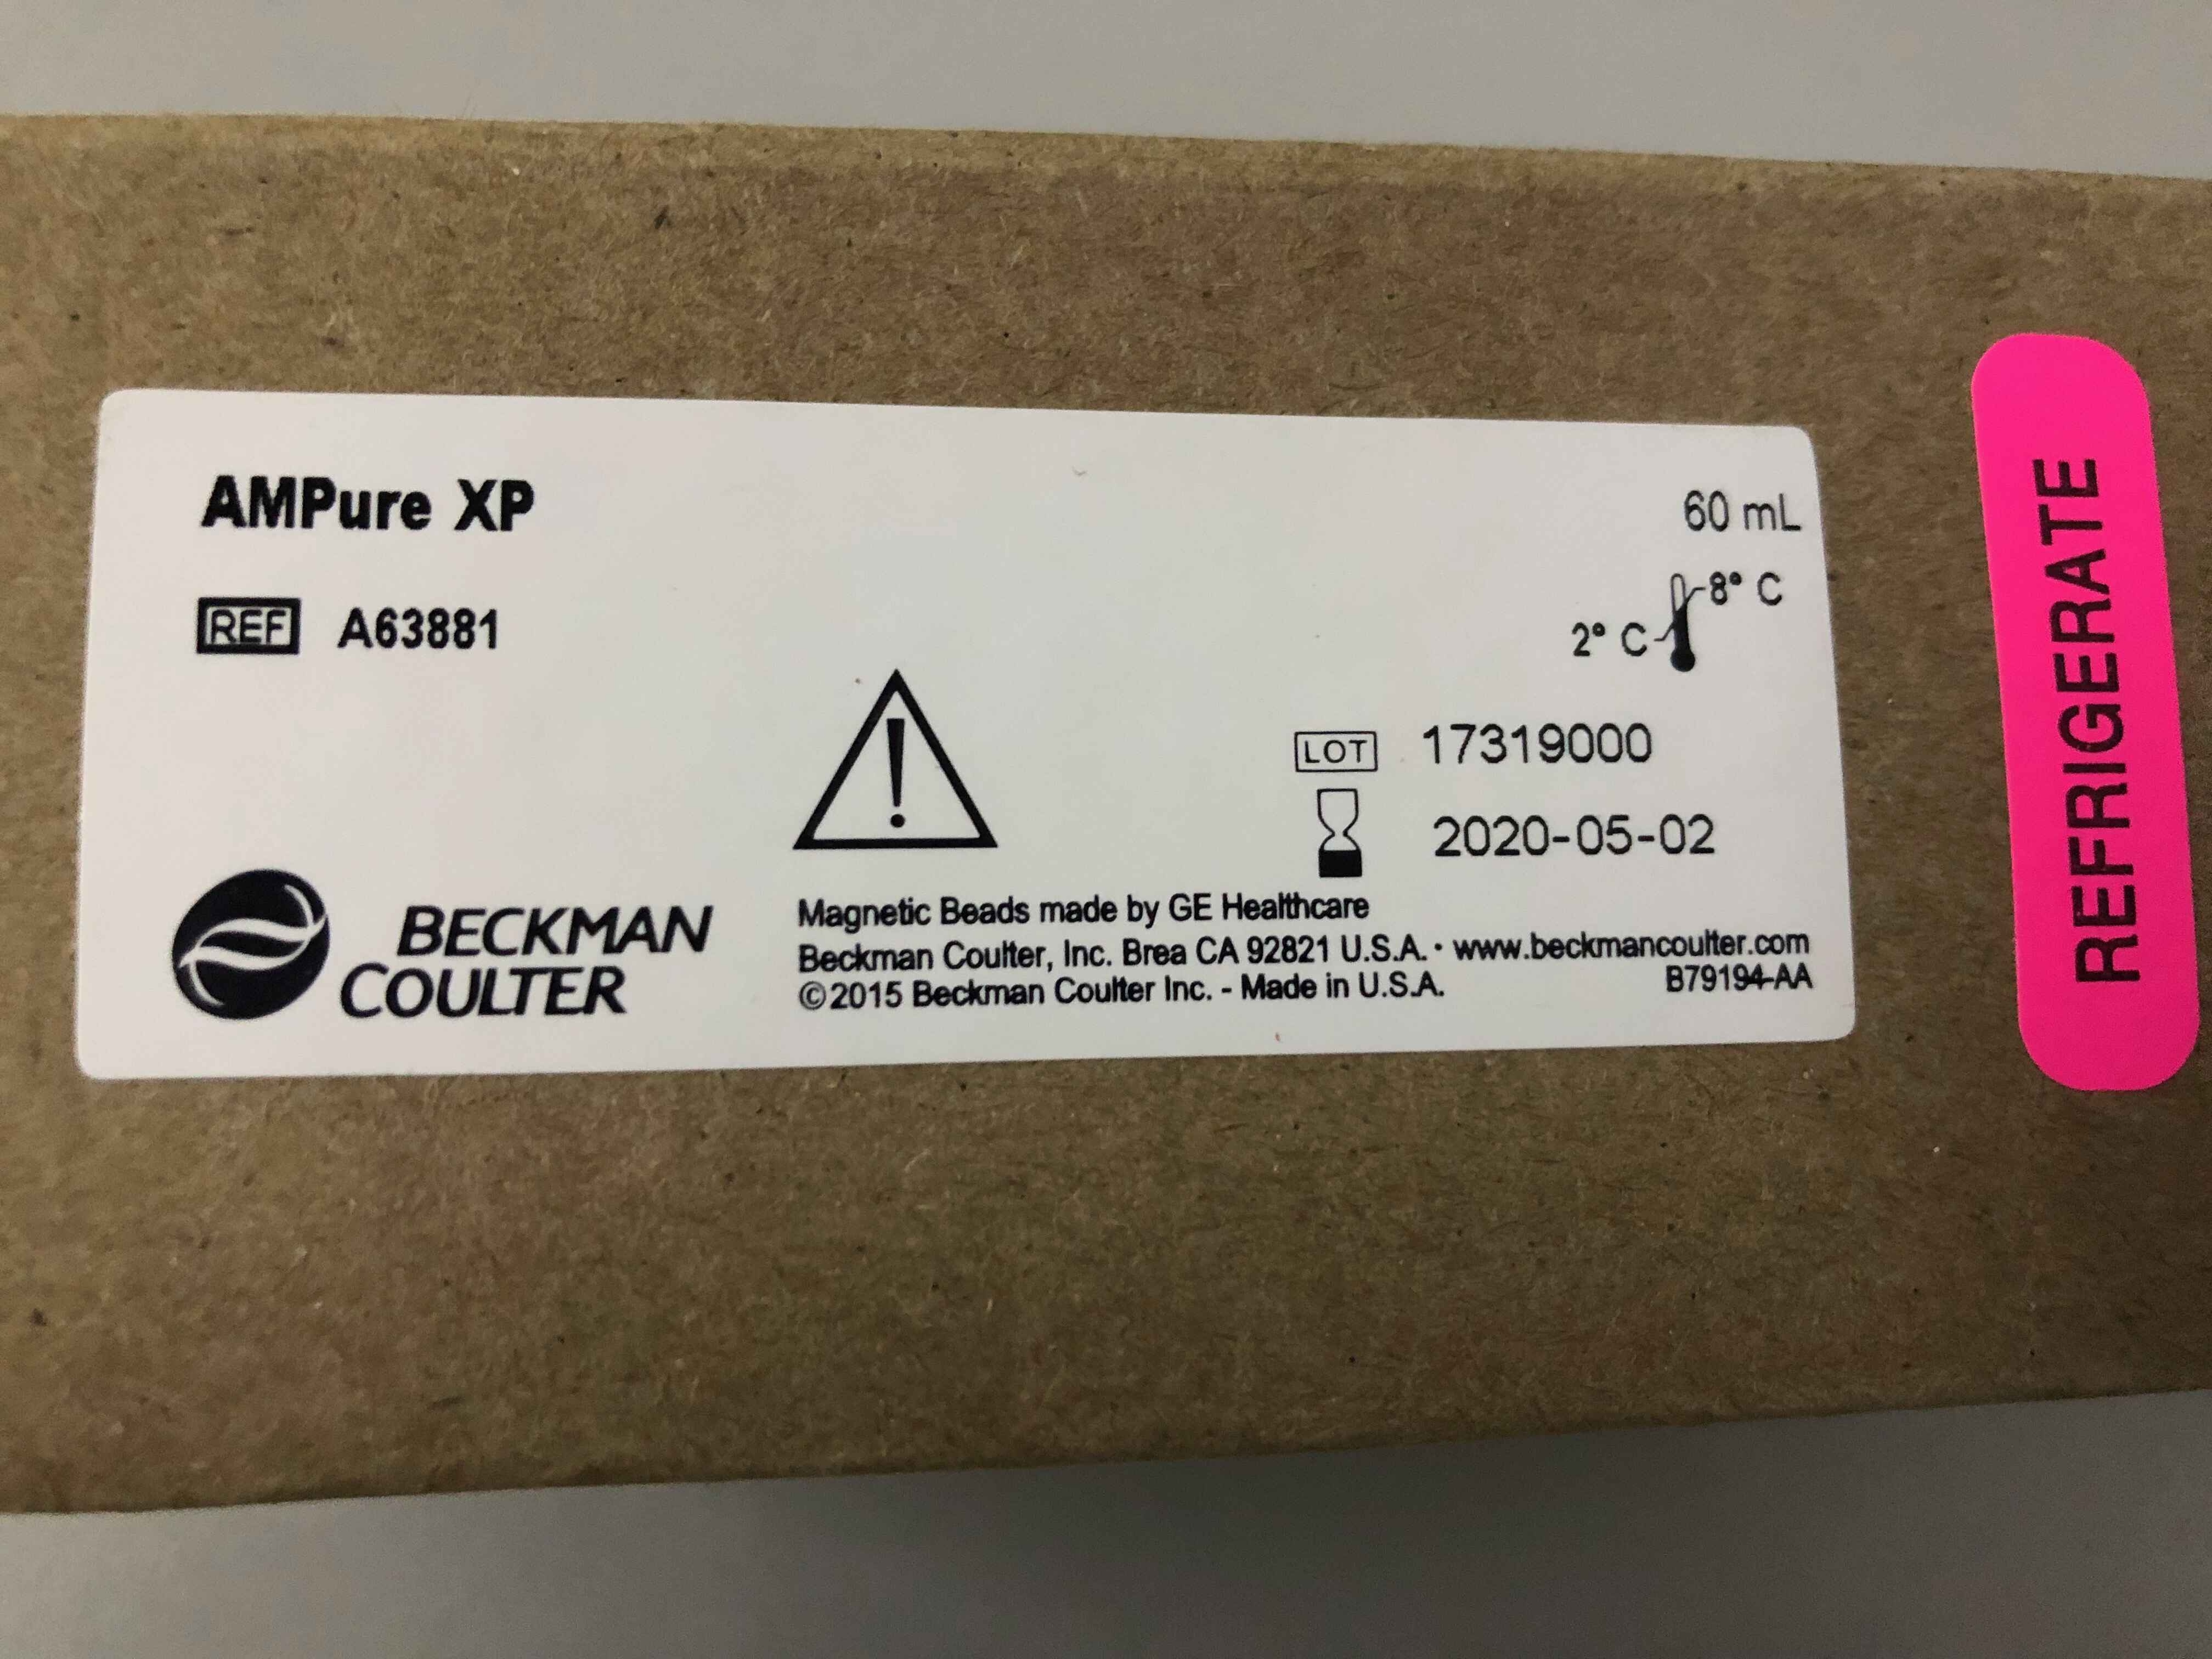 AMPure XP
60 mL
REF A63881
8° C
2° C
LOT 17319000
2020-05-02
BECKMAN
COULTER
Magnetic Beads made by GE Healthcare
Beckman Coulter, Inc. Brea CA 92821 U.S.A. • www.beckmancoulter.com
©2015 Beckman Coulter Inc. - Made in U.S.A.
B79194-AA
REFRIGERATE